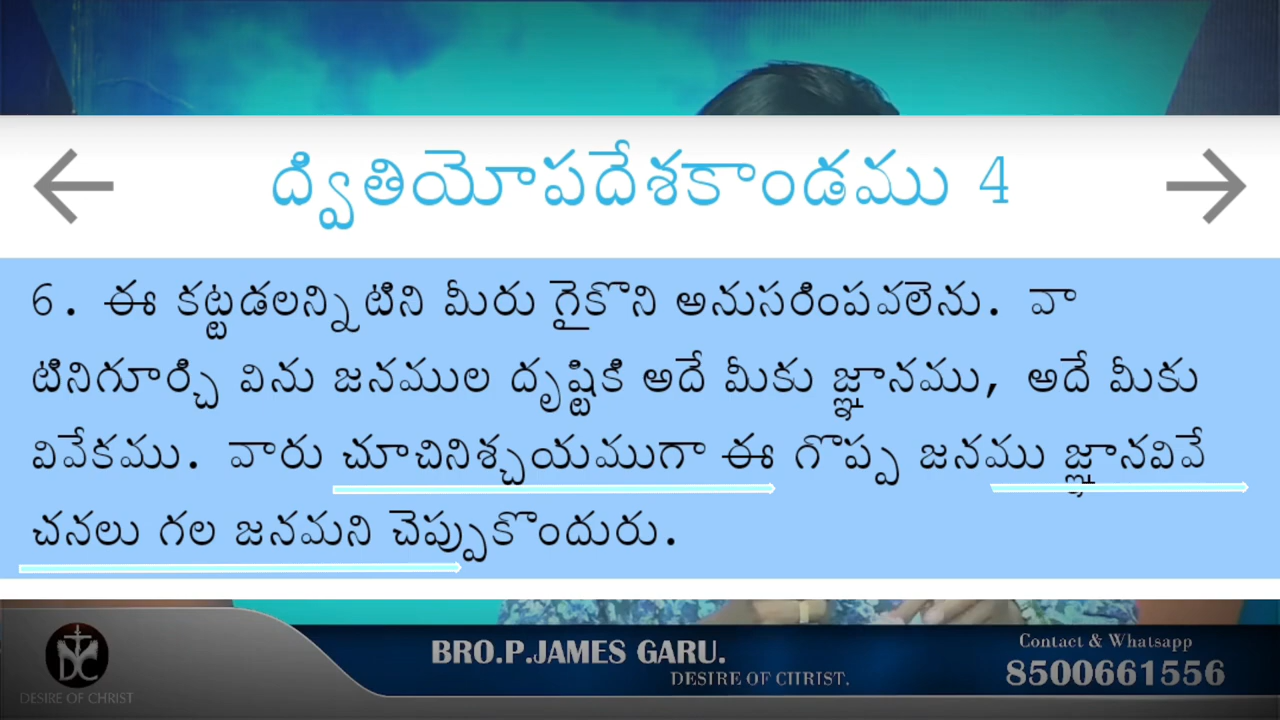 ద్వితియోపదేశకాండము 4
6. ఈ కట్టడలన్నిటిని మీరు గైకొని అనుసరింపవలెను. వా
టినిగూర్చి విను జనముల దృష్టికి అదే మీకు జ్ఞానము, అదే మీకు
వివేకము. వారు చూచినిశ్చయముగా ఈ గొప్ప జనము జ్ఞానవివే
చనలు గల జనమని చెప్పుకొందురు.
DC
DESIRE OF CHRIST
BRO.P.JAMES GARU.
DESIRE OF CHRIST.
Contact & Whatsapp
8500661556